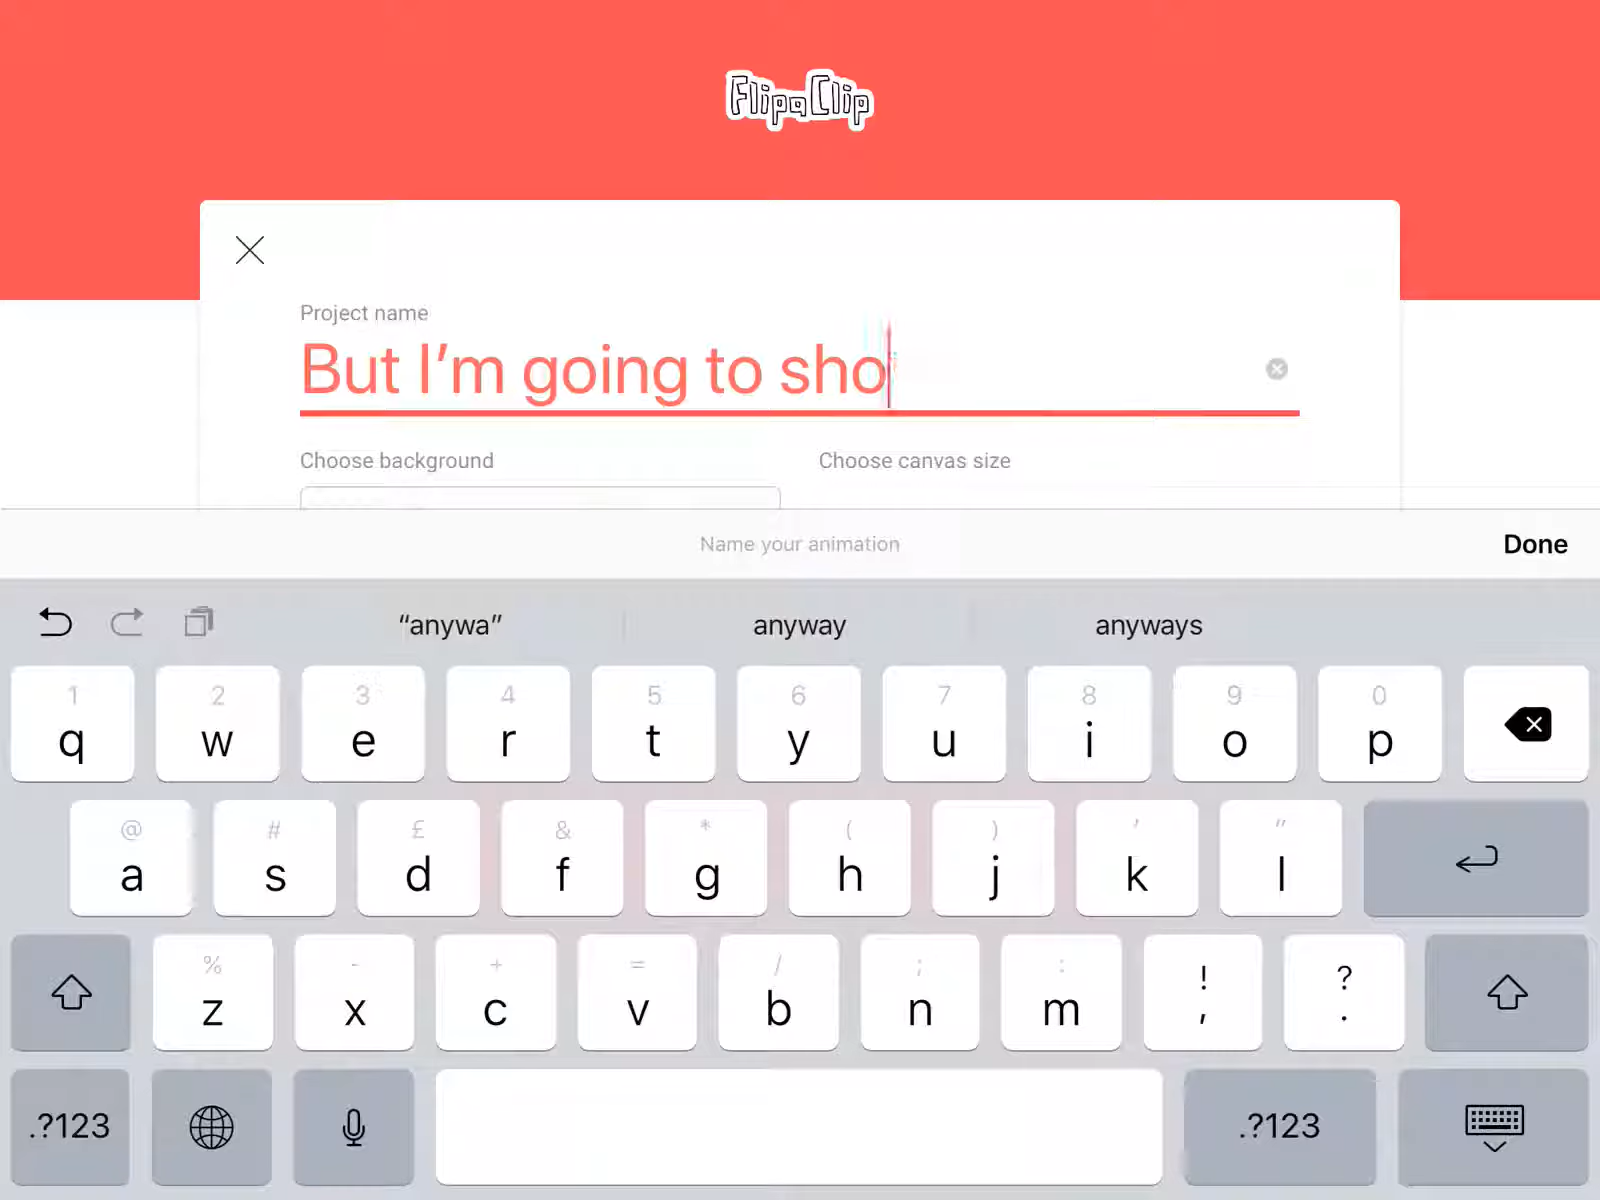 FlipaClip
Project name
But I’m going to sho
Choose background
Choose canvas size
Name your animation
Done
“anywa”
anyway
anyways
1 2 3 4 5 6 7 8 9 0
q w e r t y u i o p
@ # £ & * ( ) ' "
a s d f g h j k l
% - + = / ; : ! ?
z x c v b n m , .
.?123
.?123